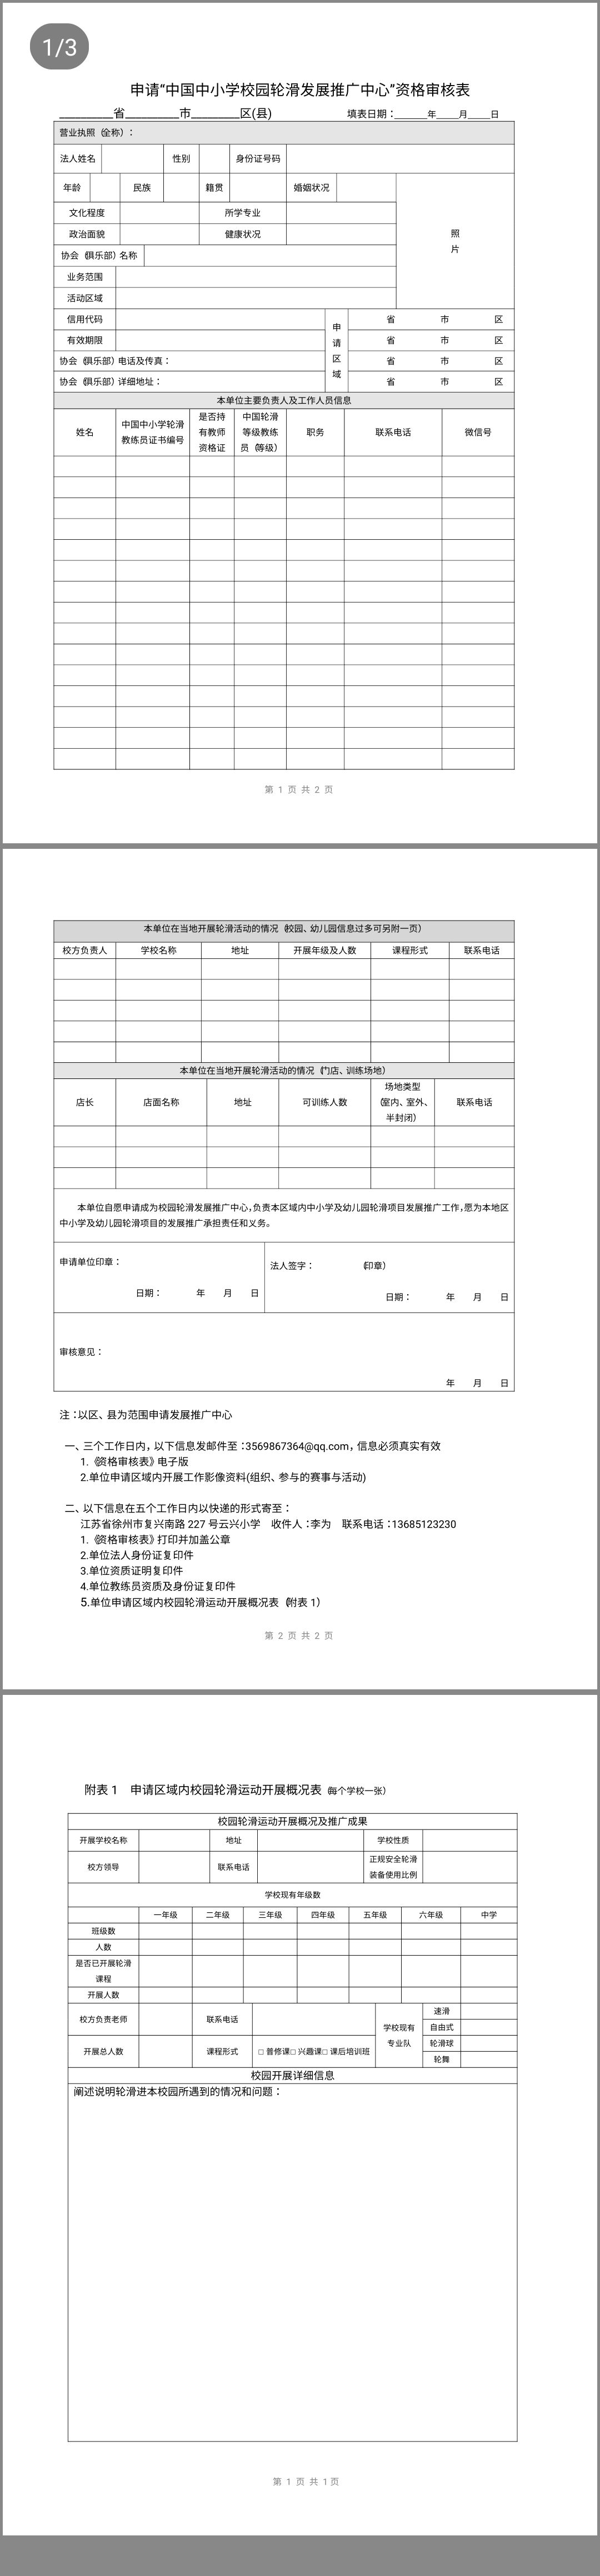 1/3
申请“中国中小学校园轮滑发展推广中心”资格审核表
________省________市________区(县) 填表日期：______年____月____日
营业执照（全称）：
法人姓名 性别 身份证号码
年龄 民族 籍贯 婚姻状况
照
片
文化程度 所学专业
政治面貌 健康状况
协会（俱乐部）名称
业务范围
活动区域
信用代码
有效期限
协会（俱乐部）电话及传真：
协会（俱乐部）详细地址：
申
请
区
域
省 市 区
省 市 区
省 市 区
省 市 区
本单位主要负责人及工作人员信息
姓名
中国中小学轮滑
教练员证书编号
是否持
有教师
资格证
中国轮滑
等级教练
员（等级）
职务 联系电话 微信号
第 1 页 共 2 页
本单位在当地开展轮滑活动的情况（校园、幼儿园信息过多可另附一页）
校方负责人 学校名称 地址 开展年级及人数 课程形式 联系电话
本单位在当地开展轮滑活动的情况（门店、训练场地）
店长 店面名称 地址 可训练人数
场地类型
（室内、室外、
半封闭）
联系电话
本单位自愿申请成为校园轮滑发展推广中心，负责本区域内中小学及幼儿园轮滑项目发展推广工作，愿为本地区
中小学及幼儿园轮滑项目的发展推广承担责任和义务。
申请单位印章：
日期： 年 月 日
法人签字： （印章）
日期： 年 月 日
审核意见：
年 月 日
注：以区、县为范围申请发展推广中心
一、三个工作日内，以下信息发邮件至：3569867364@qq.com，信息必须真实有效
1.《资格审核表》电子版
2.单位申请区域内开展工作影像资料(组织、参与的赛事与活动)
二、以下信息在五个工作日内以快递的形式寄至：
江苏省徐州市复兴南路 227 号云兴小学 收件人：李为 联系电话：13685123230
1.《资格审核表》打印并加盖公章
2.单位法人身份证复印件
3.单位资质证明复印件
4.单位教练员资质及身份证复印件
5.单位申请区域内校园轮滑运动开展概况表（附表 1）
第 2 页 共 2 页
附表 1 申请区域内校园轮滑运动开展概况表（每个学校一张）
校园轮滑运动开展概况及推广成果
开展学校名称 地址 学校性质
校方领导 联系电话
正规安全轮滑
装备使用比例
学校现有年级数
一年级 二年级 三年级 四年级 五年级 六年级 中学
班级数
人数
是否已开展轮滑
课程
开展人数
校方负责老师 联系电话
开展总人数 课程形式 □ 普修课□ 兴趣课□ 课后培训班
学校现有
专业队
速滑
自由式
轮滑球
轮舞
校园开展详细信息
阐述说明轮滑进本校园所遇到的情况和问题：
第 1 页 共 1 页